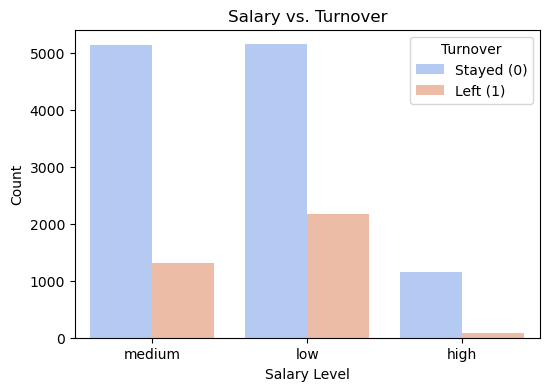 Salary vs. Turnover
Turnover
Stayed (0)
Left (1)
5000
4000
3000
2000
1000
0
Count
medium low high
Salary Level